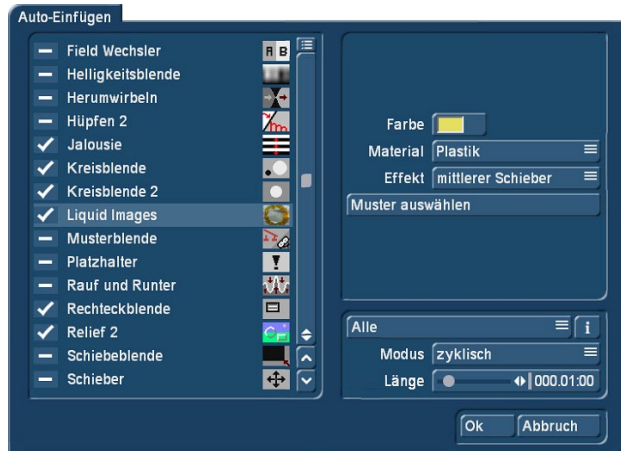 Auto-Einfügen
Field Wechsler
A B
Helligkeitsblende
Herumwirbeln
Hüpfen 2
Jalousie
Kreisblende
Kreisblende 2
Liquid Images
Musterblende
Platzhalter
Rauf und Runter
Rechteckblende
Relief 2
Schiebeblende
Schieber
Farbe
Material Plastik
Effekt mittlerer Schieber
Muster auswählen
Alle i
Modus zyklisch
Länge 000.01:00
Ok Abbruch